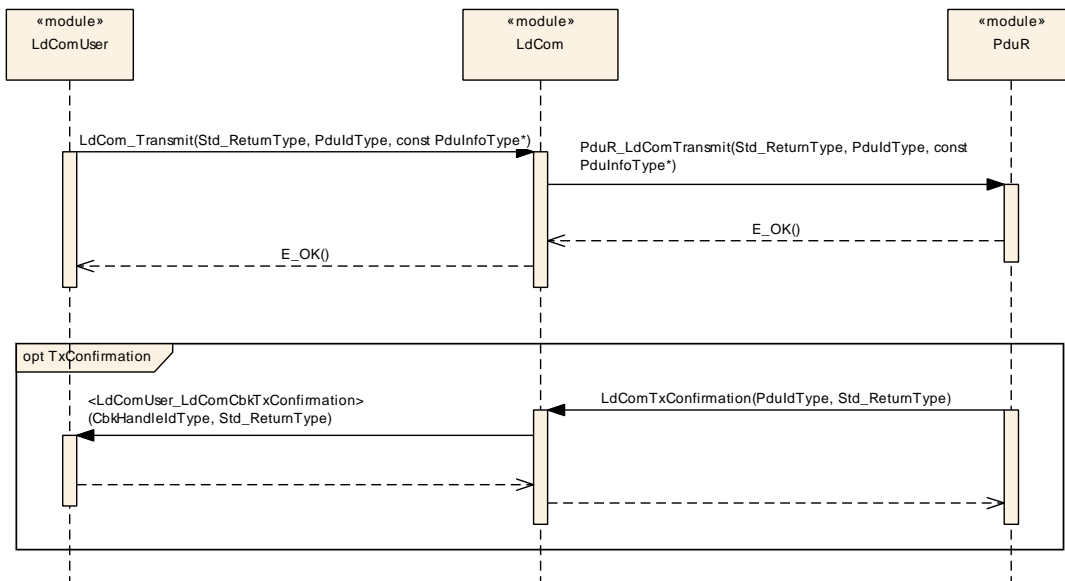 «module»
LdComUser
«module»
LdCom
«module»
PduR
LdCom_Transmit(Std_ReturnType, PduIdType, const PduInfoType*)
PduR_LdComTransmit(Std_ReturnType, PduIdType, const
PduInfoType*)
E_OK()
E_OK()
opt TxConfirmation
<LdComUser_LdComCbkTxConfirmation>
(CbkHandleIdType, Std_ReturnType)
LdComTxConfirmation(PduIdType, Std_ReturnType)